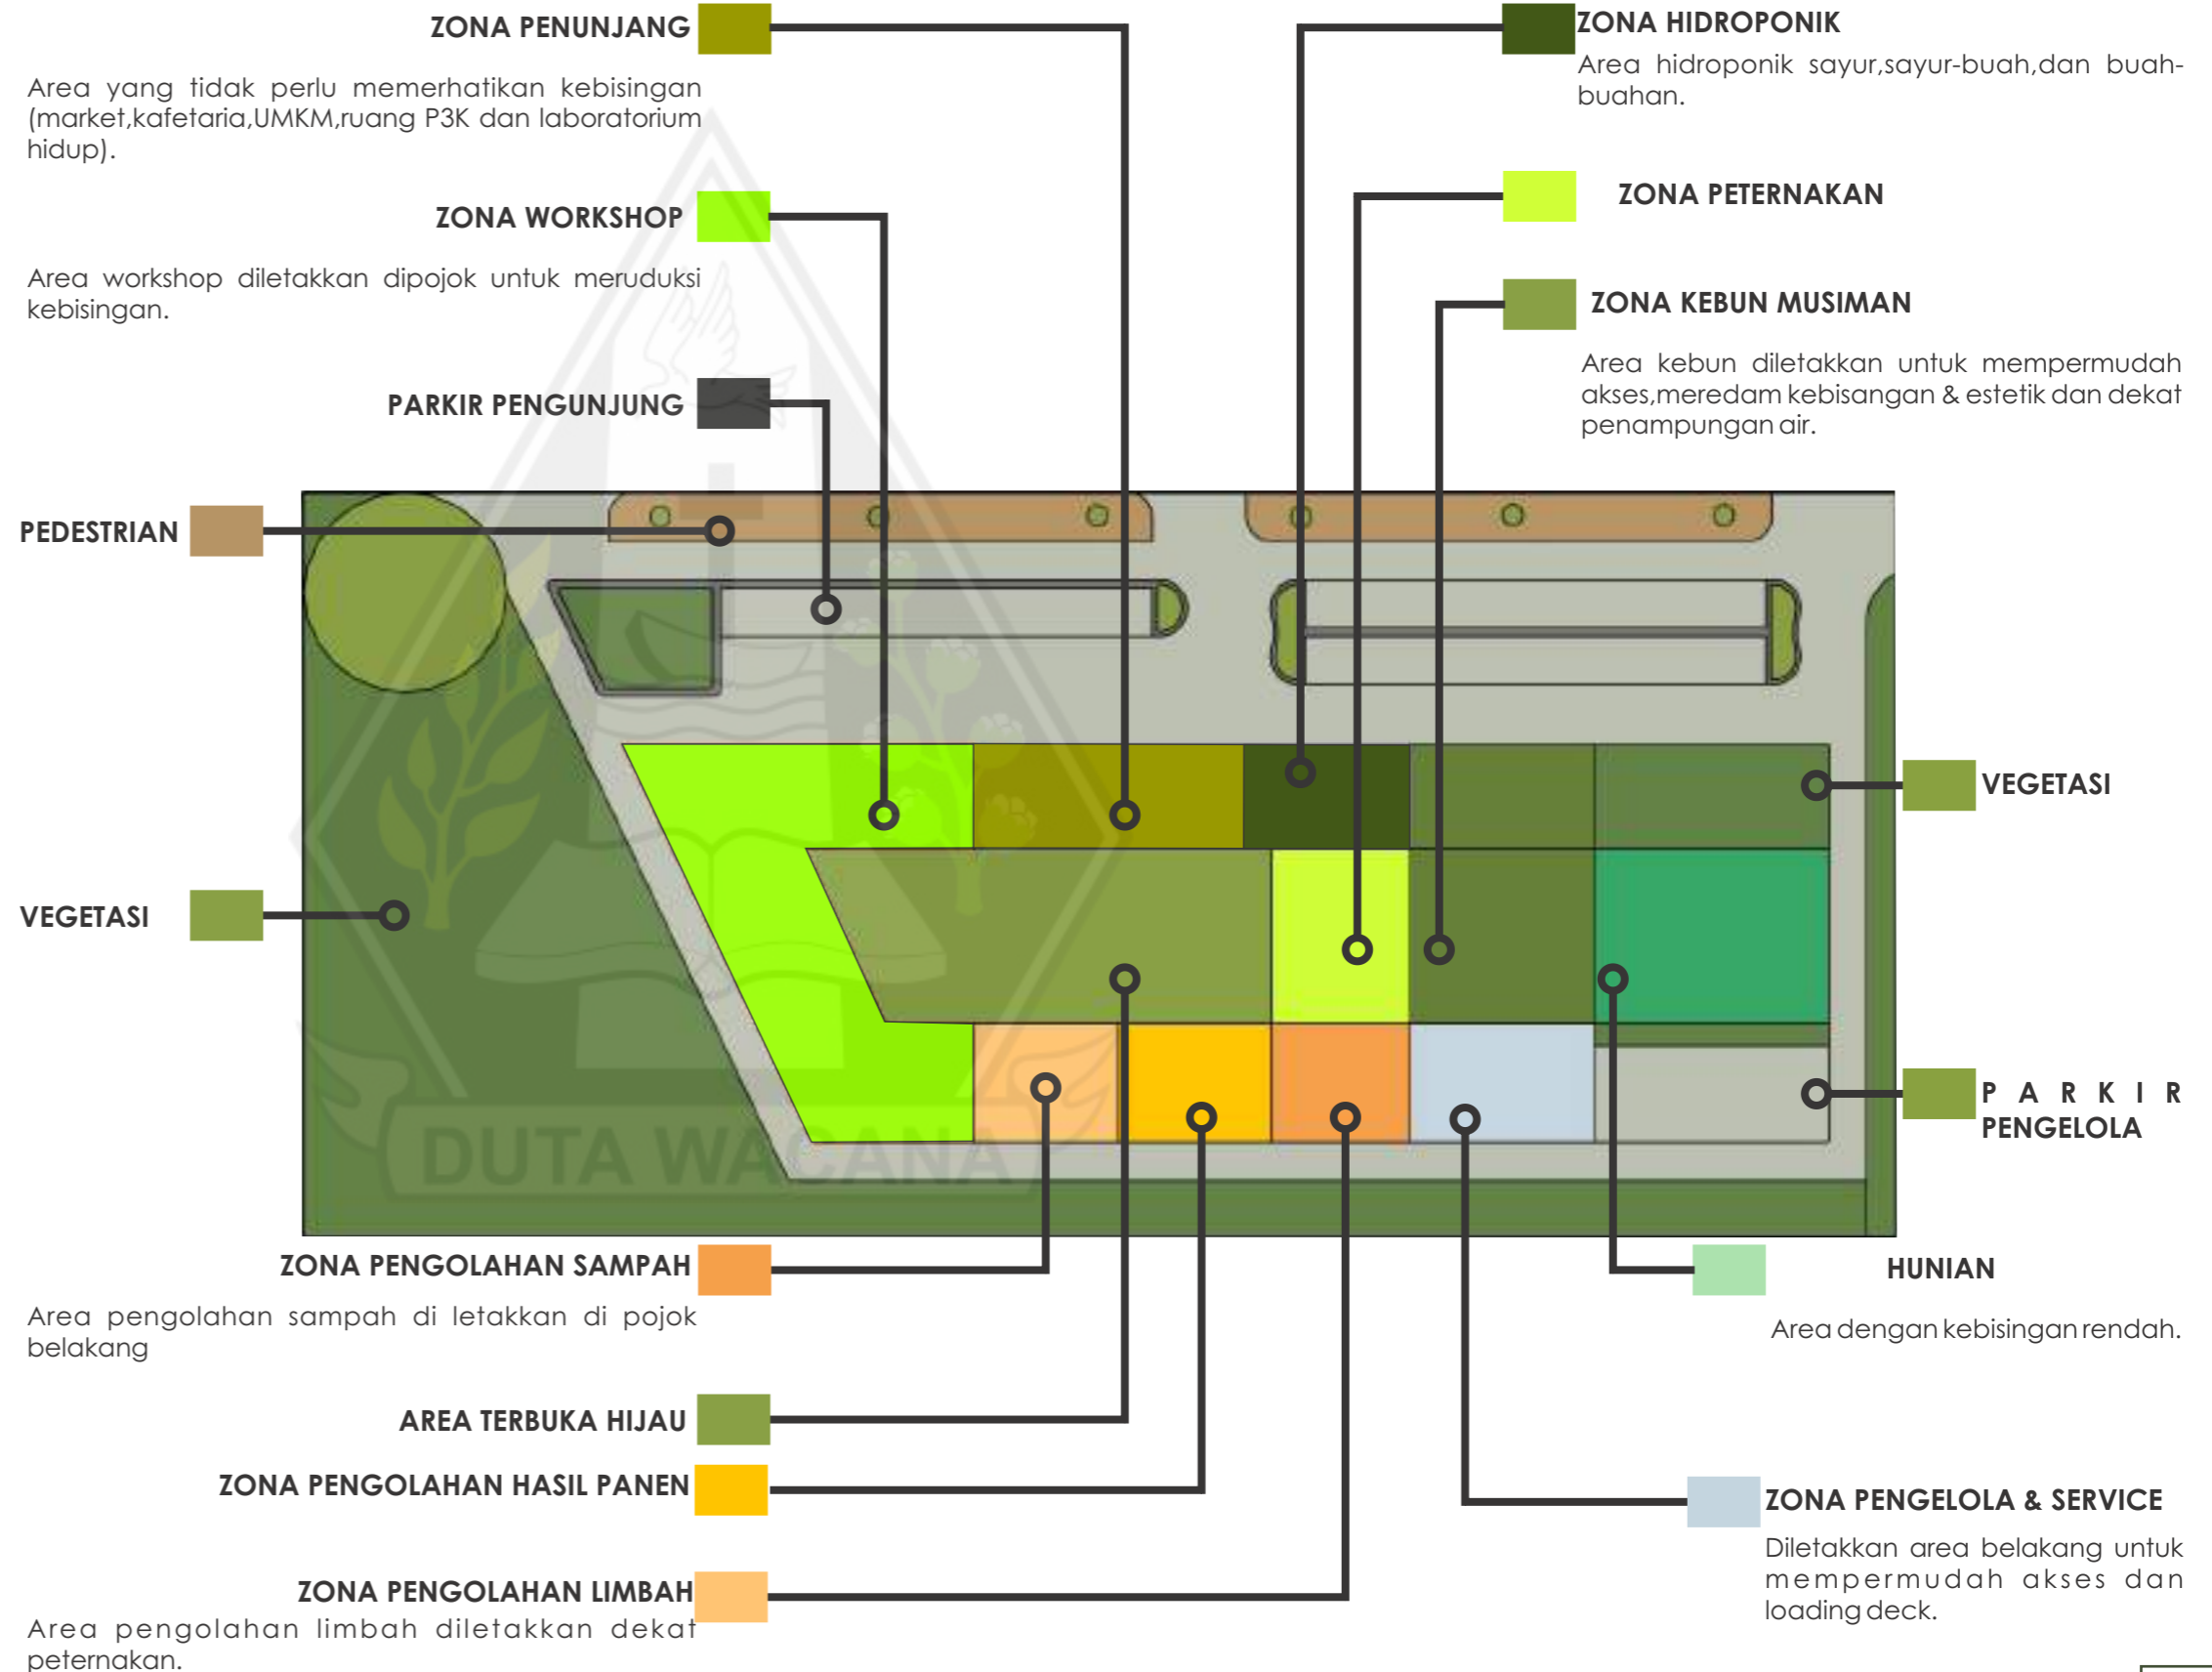 ZONA PENUNJANG
Area yang tidak perlu memerhatikan kebisingan
(market,kafetaria,UMKM,ruang P3K dan laboratorium
hidup).
ZONA WORKSHOP
Area workshop diletakkan dipojok untuk meruduksi
kebisingan.
PARKIR PENGUNJUNG
PEDESTRIAN
VEGETASI
ZONA HIDROPONIK
Area hidroponik sayur,sayur-buah,dan buah-
buahan.
ZONA PETERNAKAN
ZONA KEBUN MUSIMAN
Area kebun diletakkan untuk mempermudah
akses,meredam kebisangan & estetik dan dekat
penampungan air.
VEGETASI
PARKIR
PENGELOLA
DUTA WACANA
ZONA PENGOLAHAN SAMPAH
Area pengolahan sampah di letakkan di pojok
belakang
AREA TERBUKA HIJAU
ZONA PENGOLAHAN HASIL PANEN
ZONA PENGOLAHAN LIMBAH
Area pengolahan limbah diletakkan dekat
peternakan.
HUNIAN
Area dengan kebisingan rendah.
ZONA PENGELOLA & SERVICE
Diletakkan area belakang untuk
mempermudah akses dan
loading deck.